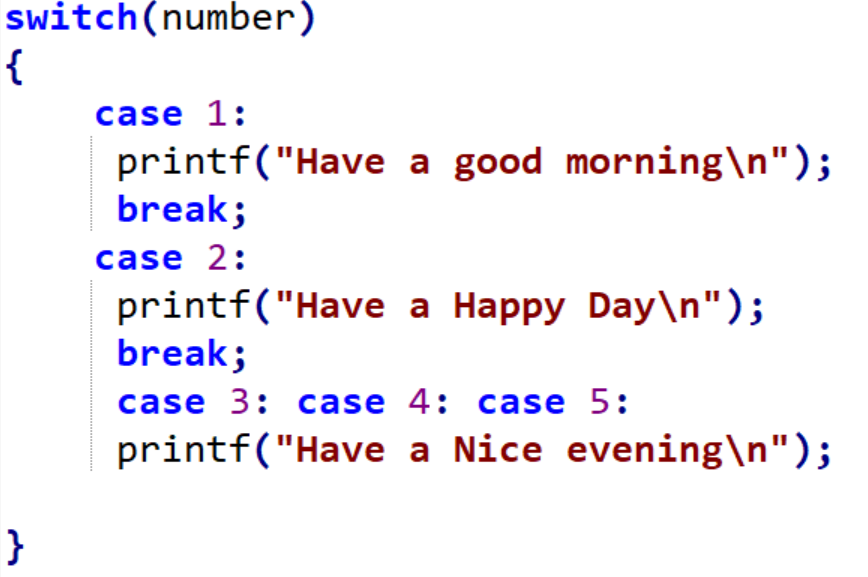 switch(number)
{
case 1:
printf("Have a good morning\n");
break;
case 2:
printf("Have a Happy Day\n");
break;
case 3: case 4: case 5:
printf("Have a Nice evening\n");
}